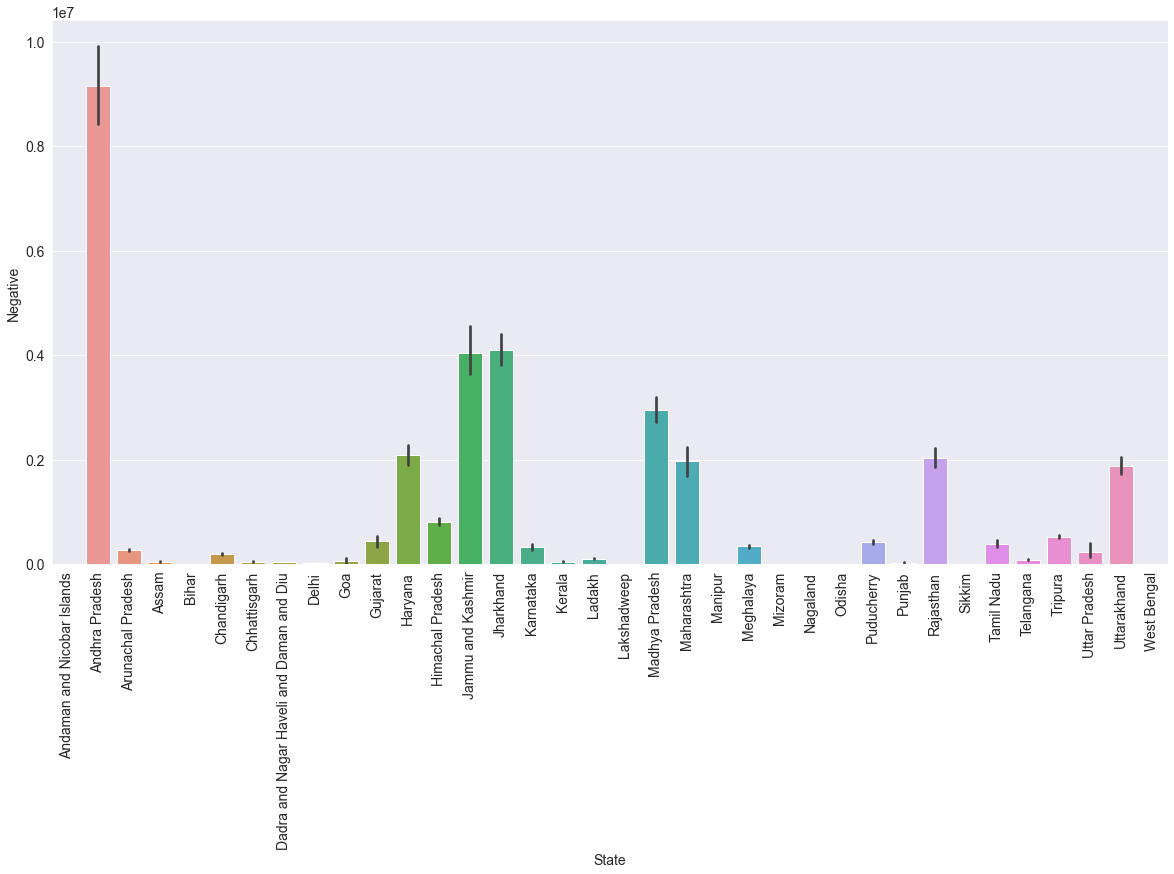 1e7
1.0
0.8
0.6
0.4
0.2
0.0
Negative
Andaman and Nicobar Islands
Andhra Pradesh
Arunachal Pradesh
Assam
Bihar
Chandigarh
Chhattisgarh
Dadra and Nagar Haveli and Daman and Diu
Delhi
Goa
Gujarat
Haryana
Himachal Pradesh
Jammu and Kashmir
Jharkhand
Karnataka
Kerala
Ladakh
Lakshadweep
Madhya Pradesh
Maharashtra
Manipur
Meghalaya
Mizoram
Nagaland
Odisha
Puducherry
Punjab
Rajasthan
Sikkim
Tamil Nadu
Telangana
Tripura
Uttar Pradesh
Uttarakhand
West Bengal
State